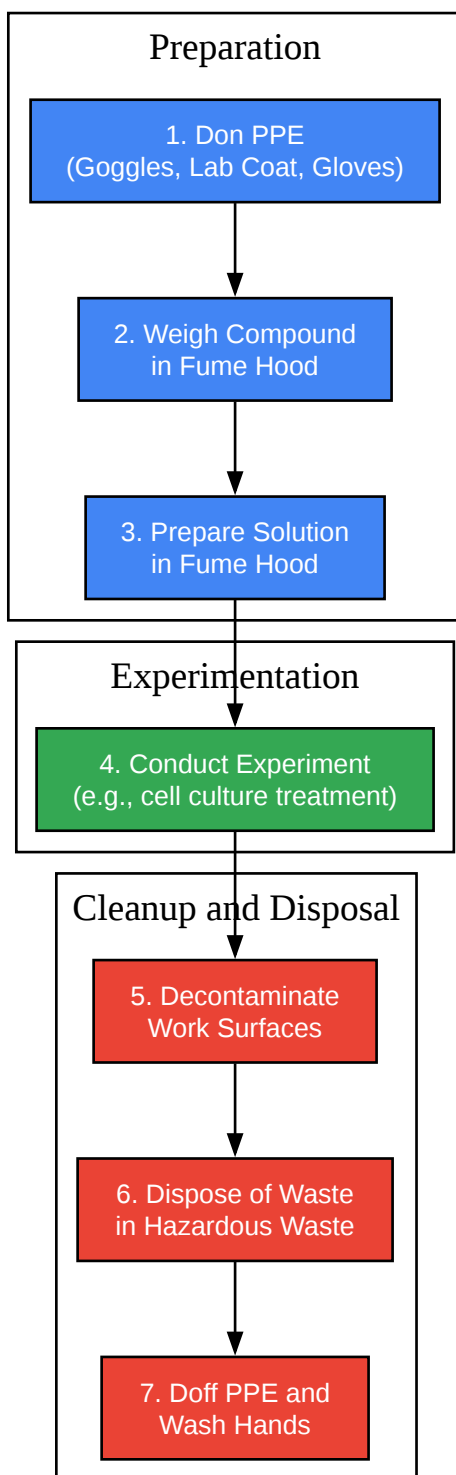 Preparation
1. Don PPE
(Goggles, Lab Coat, Gloves)
2. Weigh Compound
in Fume Hood
3. Prepare Solution
in Fume Hood
Experimentation
4. Conduct Experiment
(e.g., cell culture treatment)
Cleanup and Disposal
5. Decontaminate
Work Surfaces
6. Dispose of Waste
in Hazardous Waste
7. Doff PPE and
Wash Hands